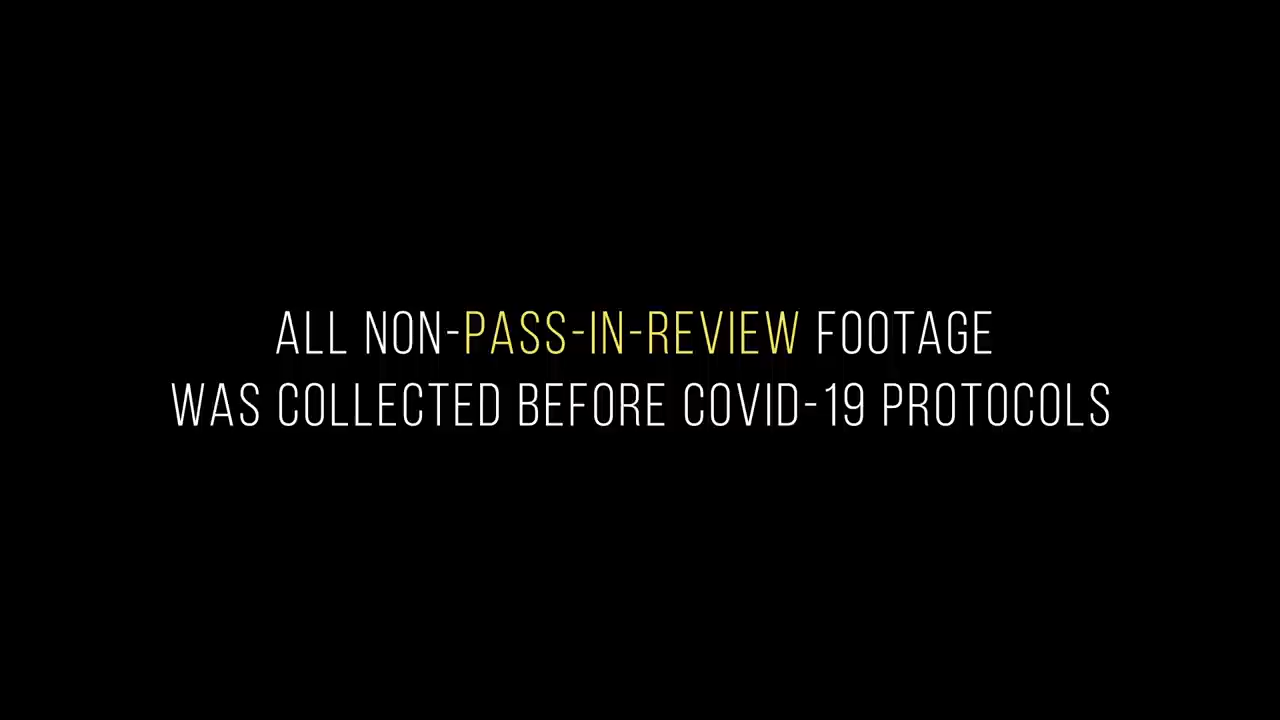 ALL NON-PASS-IN-REVIEW FOOTAGE
WAS COLLECTED BEFORE COVID-19 PROTOCOLS